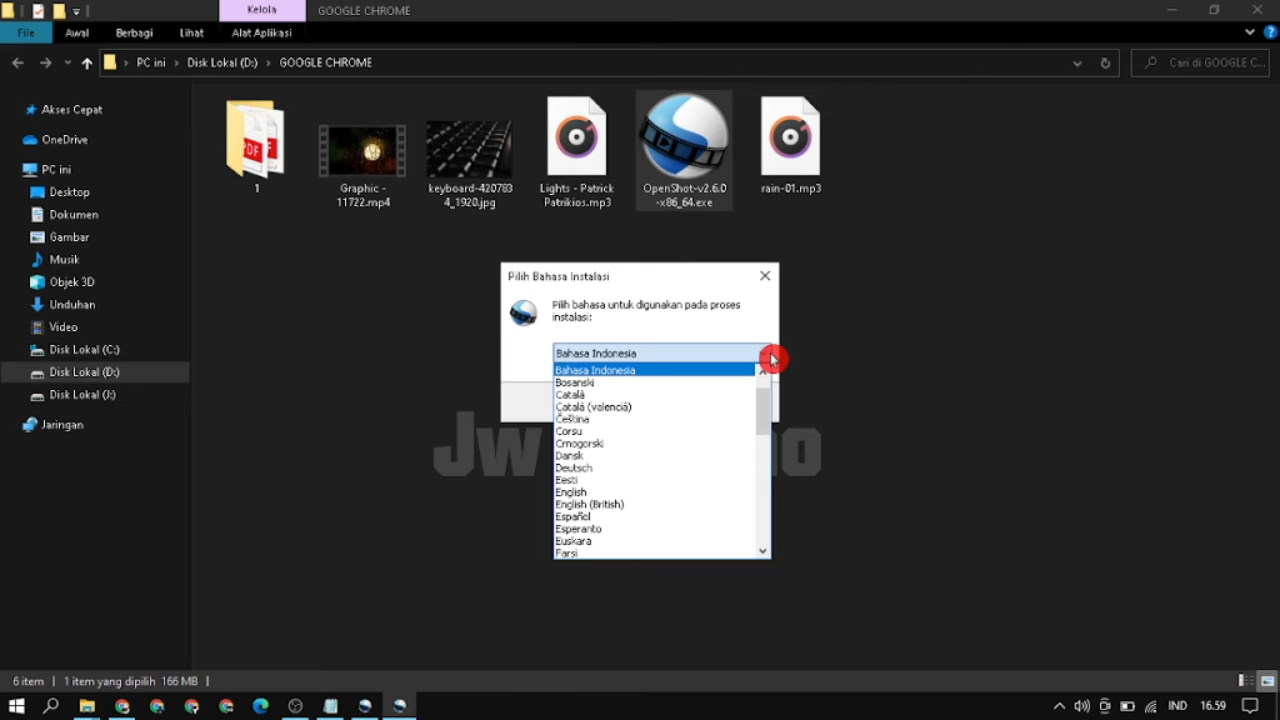 Kelola
GOOGLE CHROME
File
Awal
Berbagi
Lihat
Alat Aplikasi
PC ini
Disk Lokal (D:)
GOOGLE CHROME
Cari di GOOGLE C...
Akses Cepat
OneDrive
PC ini
Desktop
Dokumen
Gambar
Musik
Objek 3D
Unduhan
Video
Disk Lokal (C:)
Disk Lokal (D:)
Disk Lokal (J:)
Jaringan
PDF
1
Graphic -
11722.mp4
keyboard-420783
4_1920.jpg
Lights - Patrick
Patrikios.mp3
OpenShot-v2.6.0
-x86_64.exe
rain-01.mp3
Pilih Bahasa Instalasi
Pilih bahasa untuk digunakan pada proses
instalasi:
Bahasa Indonesia
Bahasa Indonesia
Bosanski
Català
Català (valencià)
Čeština
Corsu
Crnogorski
Dansk
Deutsch
Eesti
English
English (British)
Español
Esperanto
Euskara
Farsi
Jw
6 item
1 item yang dipilih 166 MB
IND
16.59